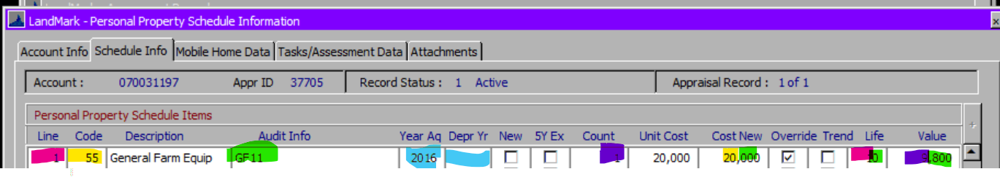 LandMark - Personal Property Schedule Information
Account Info Schedule Info Mobile Home Data Tasks/Assessment Data Attachments
Account : 070031197 Appr ID 37705 Record Status : 1 Active Appraisal Record : 1 of 1
Personal Property Schedule Items
Line Code Description Audit Info Year Aq Depr Yr New 5Y Ex Count Unit Cost Cost New Override Trend Life Value
1 55 General Farm Equip GF11 2016 1 20,000 20,000 10 9,800